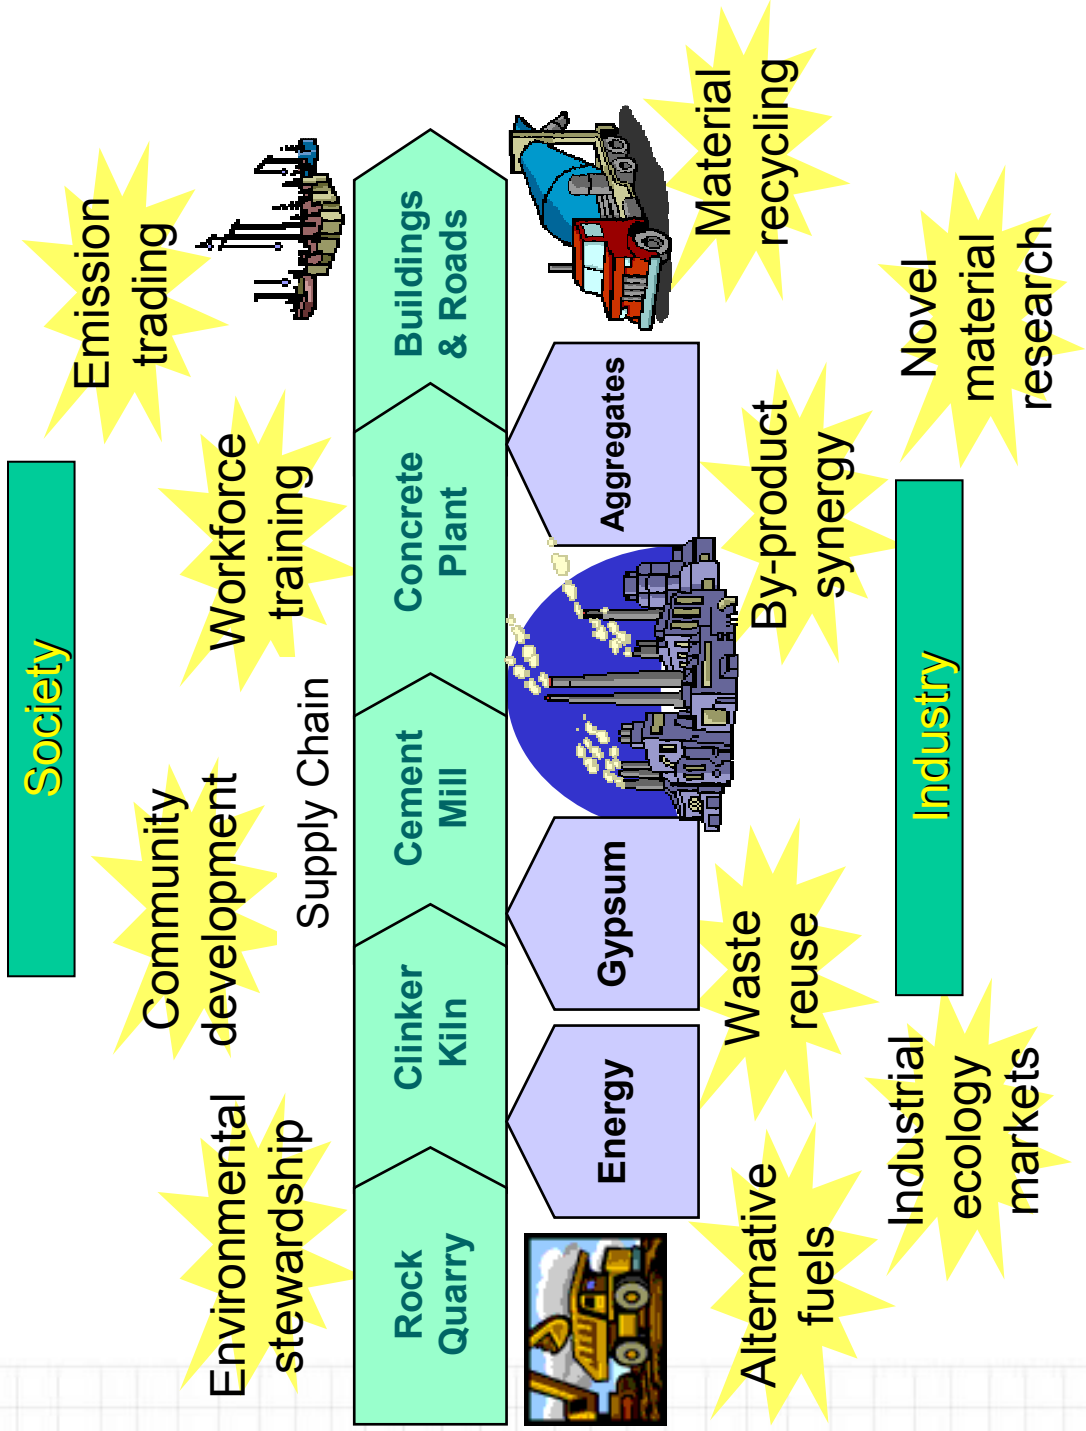 Society
Emission
trading
Workforce
training
Community
development
Environmental
stewardship
Supply Chain
Rock
Quarry
Clinker
Kiln
Cement
Mill
Concrete
Plant
Buildings
& Roads
Energy
Gypsum
Aggregates
Alternative
fuels
Waste
reuse
By-product
synergy
Material
recycling
Industrial
ecology
markets
Industry
Novel
material
research